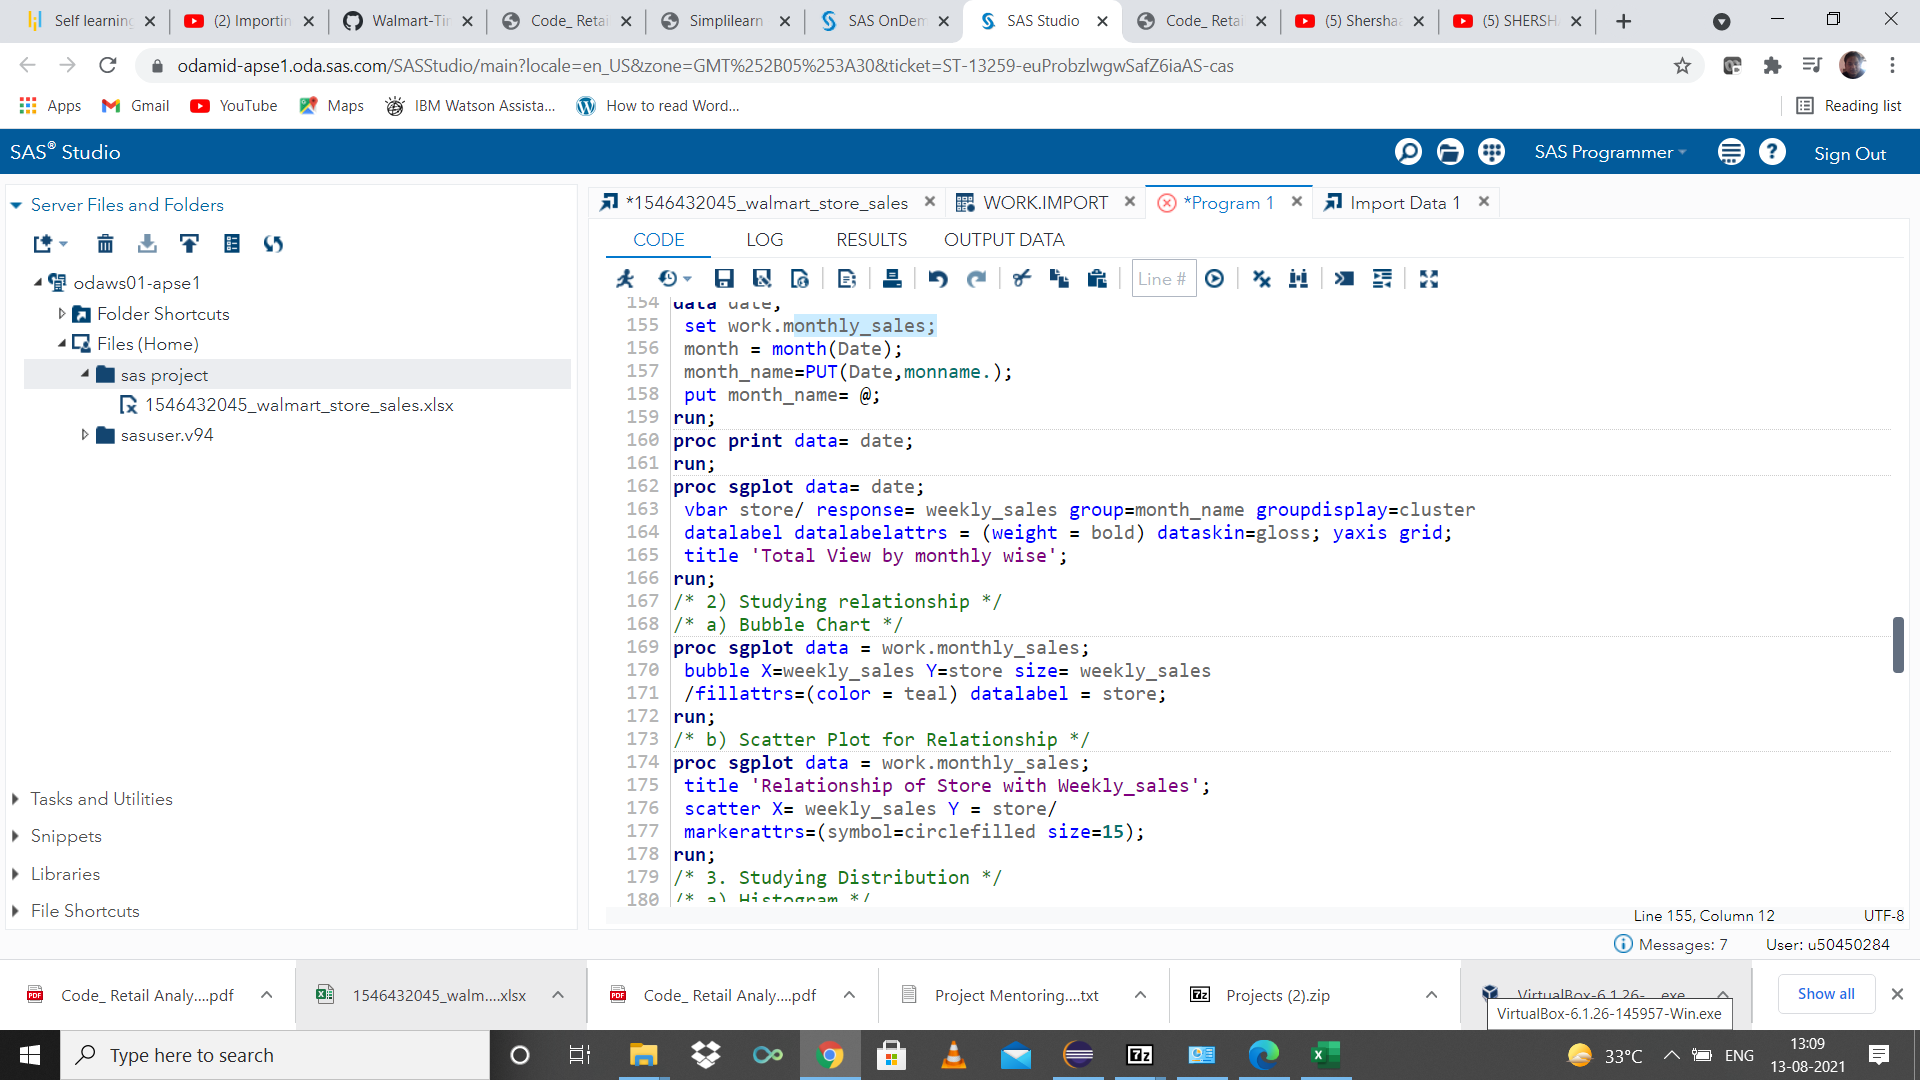 Self learning
(2) Importin
Walmart-Tin
Code_ Retai
Simplilearn
SAS OnDem
SAS Studio
Code_ Retai
(5) Shersha
(5) SHERSH
odamid-apse1.oda.sas.com/SASStudio/main?locale=en_US&zone=GMT%252B05%253A30&ticket=ST-13259-euProbzlwgwSafZ6iaAS-cas
Apps
Gmail
YouTube
Maps
IBM Watson Assista...
How to read Word...
Reading list
SAS® Studio
SAS Programmer
Sign Out
Server Files and Folders
odaws01-apse1
Folder Shortcuts
Files (Home)
sas project
1546432045_walmart_store_sales.xlsx
sasuser.v94
Tasks and Utilities
Snippets
Libraries
File Shortcuts
*1546432045_walmart_store_sales
WORK.IMPORT
*Program 1
Import Data 1
CODE LOG RESULTS OUTPUT DATA
Line #
154 data date;
155 set work.monthly_sales;
156 month = month(Date);
157 month_name=PUT(Date,monname.);
158 put month_name= @;
159 run;
160 proc print data= date;
161 run;
162 proc sgplot data= date;
163 vbar store/ response= weekly_sales group=month_name groupdisplay=cluster
164 datalabel datalabelattrs = (weight = bold) dataskin=gloss; yaxis grid;
165 title 'Total View by monthly wise';
166 run;
167 /* 2) Studying relationship */
168 /* a) Bubble Chart */
169 proc sgplot data = work.monthly_sales;
170 bubble X=weekly_sales Y=store size= weekly_sales
171 /fillattrs=(color = teal) datalabel = store;
172 run;
173 /* b) Scatter Plot for Relationship */
174 proc sgplot data = work.monthly_sales;
175 title 'Relationship of Store with Weekly_sales';
176 scatter X= weekly_sales Y = store/
177 markerattrs=(symbol=circlefilled size=15);
178 run;
179 /* 3. Studying Distribution */
180 /* a) Histogram */
Line 155, Column 12
UTF-8
Messages: 7
User: u50450284
Code_ Retail Analy....pdf
1546432045_walm....xlsx
Code_ Retail Analy....pdf
Project Mentoring....txt
Projects (2).zip
VirtualBox-6.1.26-....exe
Show all
VirtualBox-6.1.26-145957-Win.exe
Type here to search
33°C
ENG
13:09
13-08-2021